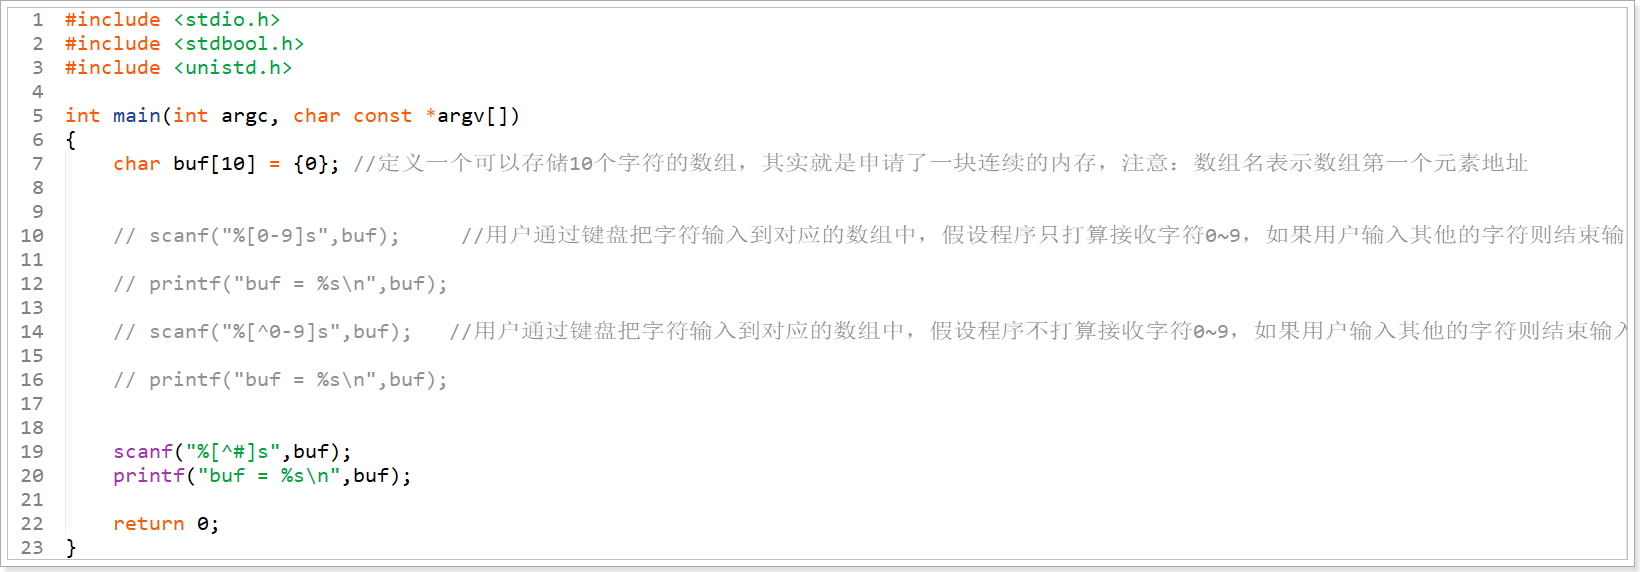 1 #include <stdio.h>
2 #include <stdbool.h>
3 #include <unistd.h>
4
5 int main(int argc, char const *argv[])
6 {
7     char buf[10] = {0}; //定义一个可以存储10个字符的数组，其实就是申请了一块连续的内存，注意：数组名表示数组第一个元素地址
8
9
10     // scanf("%[0-9]s",buf);     //用户通过键盘把字符输入到对应的数组中，假设程序只打算接收字符0~9，如果用户输入其他的字符则结束输
11
12     // printf("buf = %s\n",buf);
13
14     // scanf("%[^0-9]s",buf);   //用户通过键盘把字符输入到对应的数组中，假设程序不打算接收字符0~9，如果用户输入其他的字符则结束输入
15
16     // printf("buf = %s\n",buf);
17
18
19     scanf("%[^#]s",buf);
20     printf("buf = %s\n",buf);
21
22     return 0;
23 }